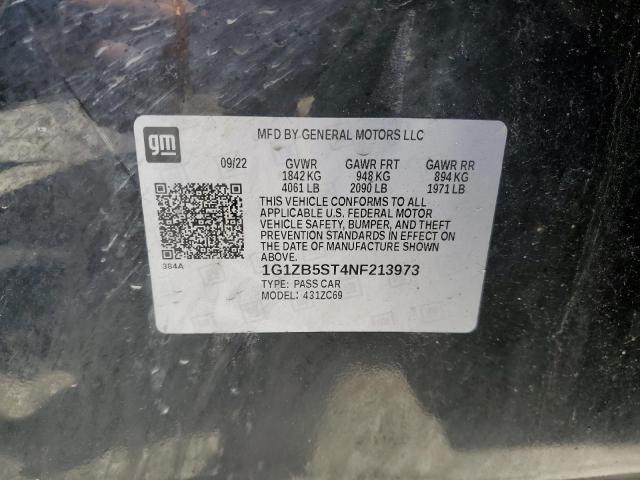 gm
MFD BY GENERAL MOTORS LLC
09/22 GVWR GAWR FRT GAWR RR
1842 KG 948 KG 894 KG
4061 LB 2090 LB 1971 LB
THIS VEHICLE CONFORMS TO ALL
APPLICABLE U.S. FEDERAL MOTOR
VEHICLE SAFETY, BUMPER, AND THEFT
PREVENTION STANDARDS IN EFFECT ON
THE DATE OF MANUFACTURE SHOWN
ABOVE.
384A
1G1ZB5ST4NF213973
TYPE: PASS CAR
MODEL: 431ZC69